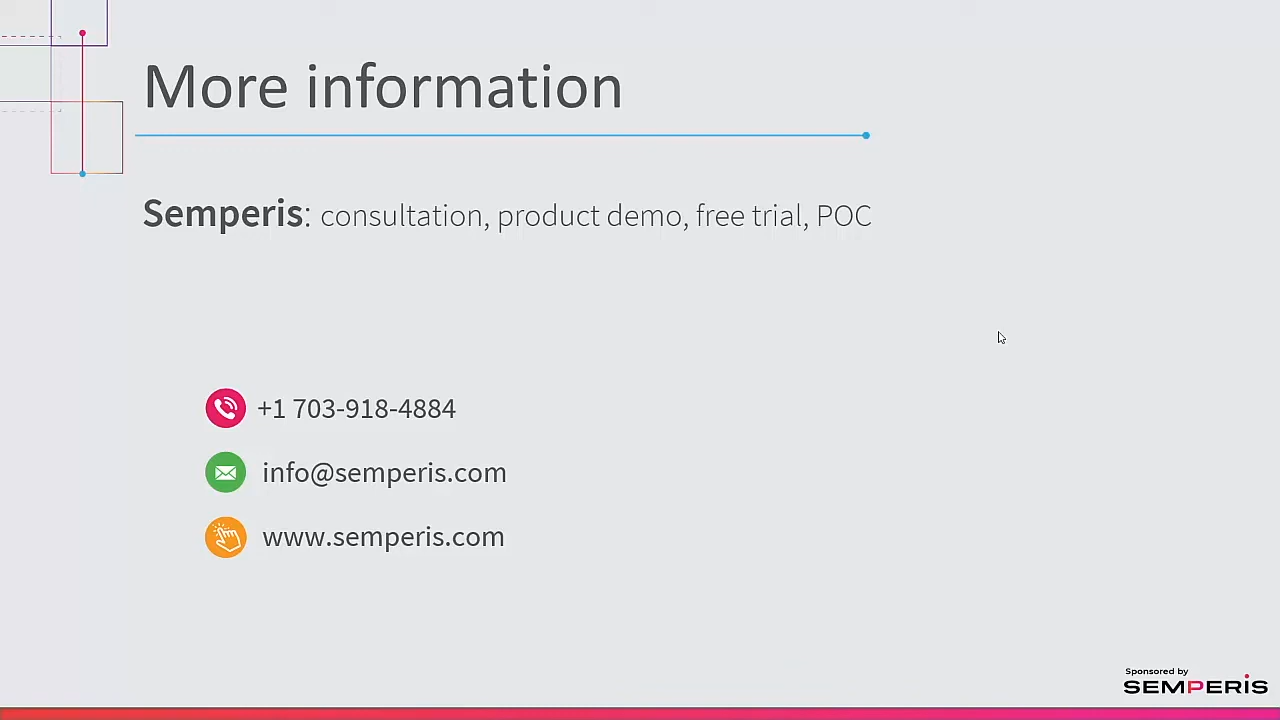 More information
Semperis: consultation, product demo, free trial, POC
+1 703-918-4884
info@semperis.com
www.semperis.com
Sponsored by
SEMPERiS